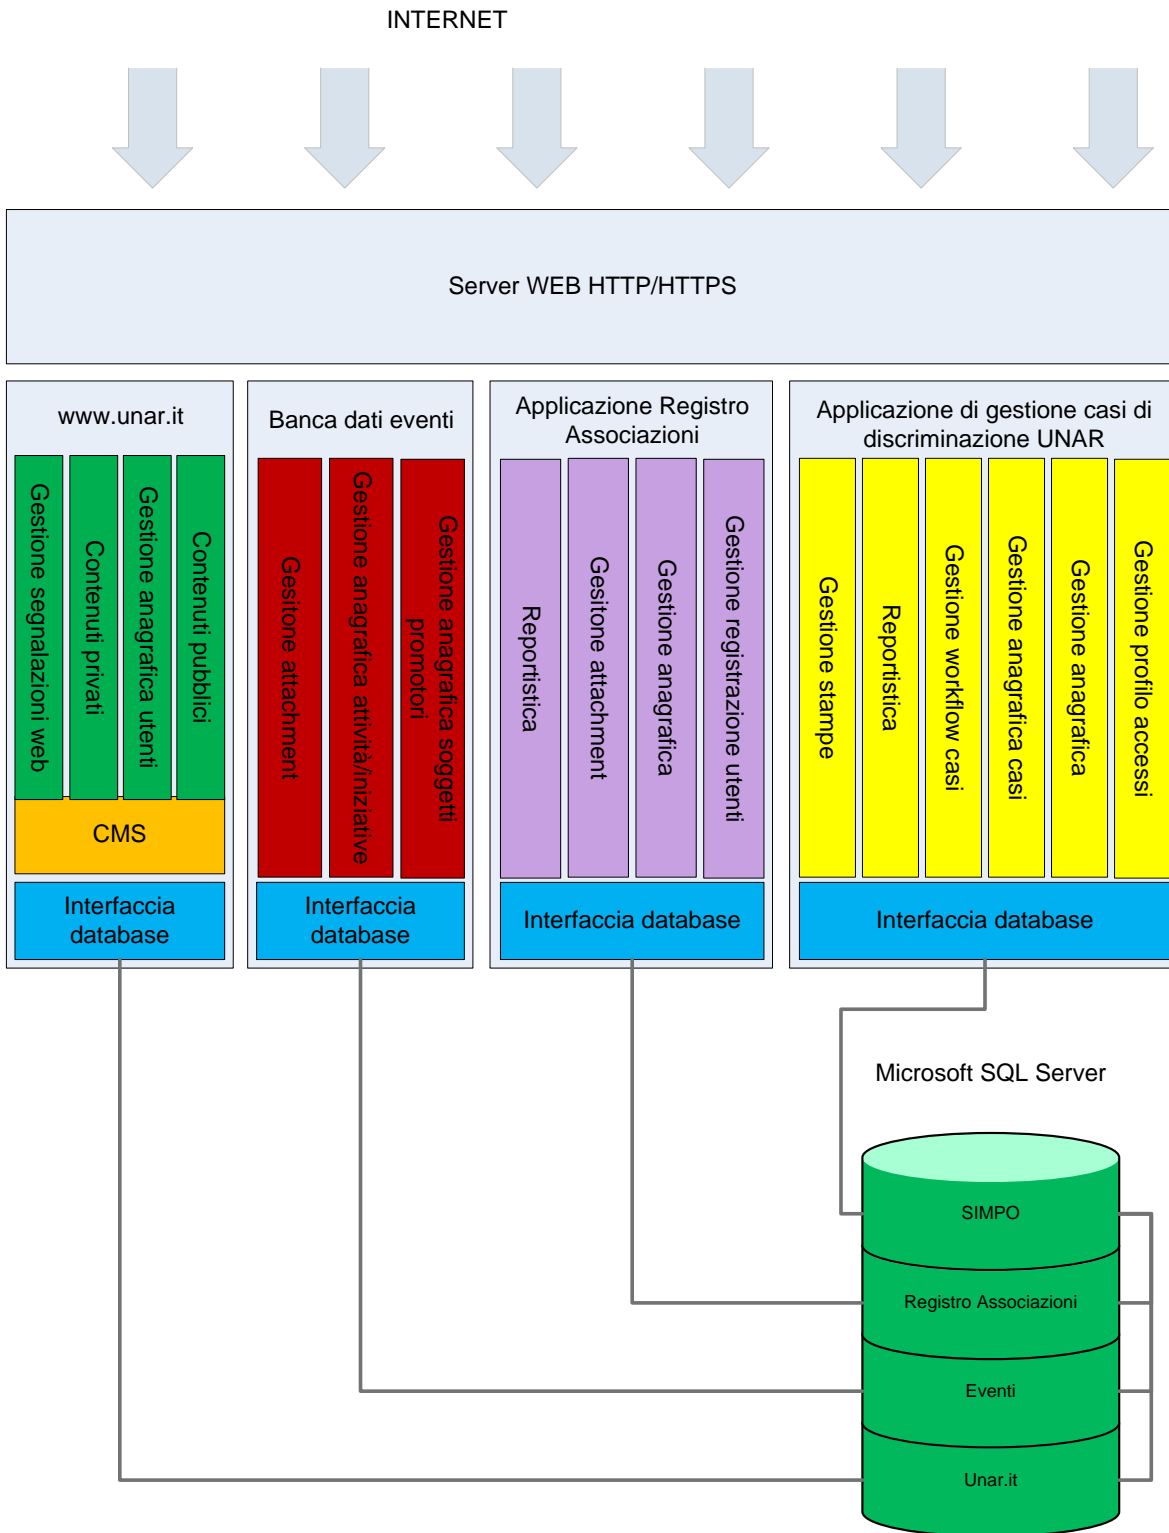 INTERNET
Server WEB HTTP/HTTPS
www.unar.it
Gestione segnalazioni web
Contenuti privati
Gestione anagrafica utenti
Contenuti pubblici
CMS
Interfaccia
database
Banca dati eventi
Gesitone attachment
Gestione anagrafica attività/iniziative
Gestione anagrafica soggetti
promotori
Interfaccia
database
Applicazione Registro
Associazioni
Reportistica
Gesitone attachment
Gestione anagrafica
Gestione registrazione utenti
Interfaccia database
Applicazione di gestione casi di
discriminazione UNAR
Gestione stampe
Reportistica
Gestione workflow casi
Gestione anagrafica casi
Gestione anagrafica
Gestione profilo accessi
Interfaccia database
Microsoft SQL Server
SIMPO
Registro Associazioni
Eventi
Unar.it